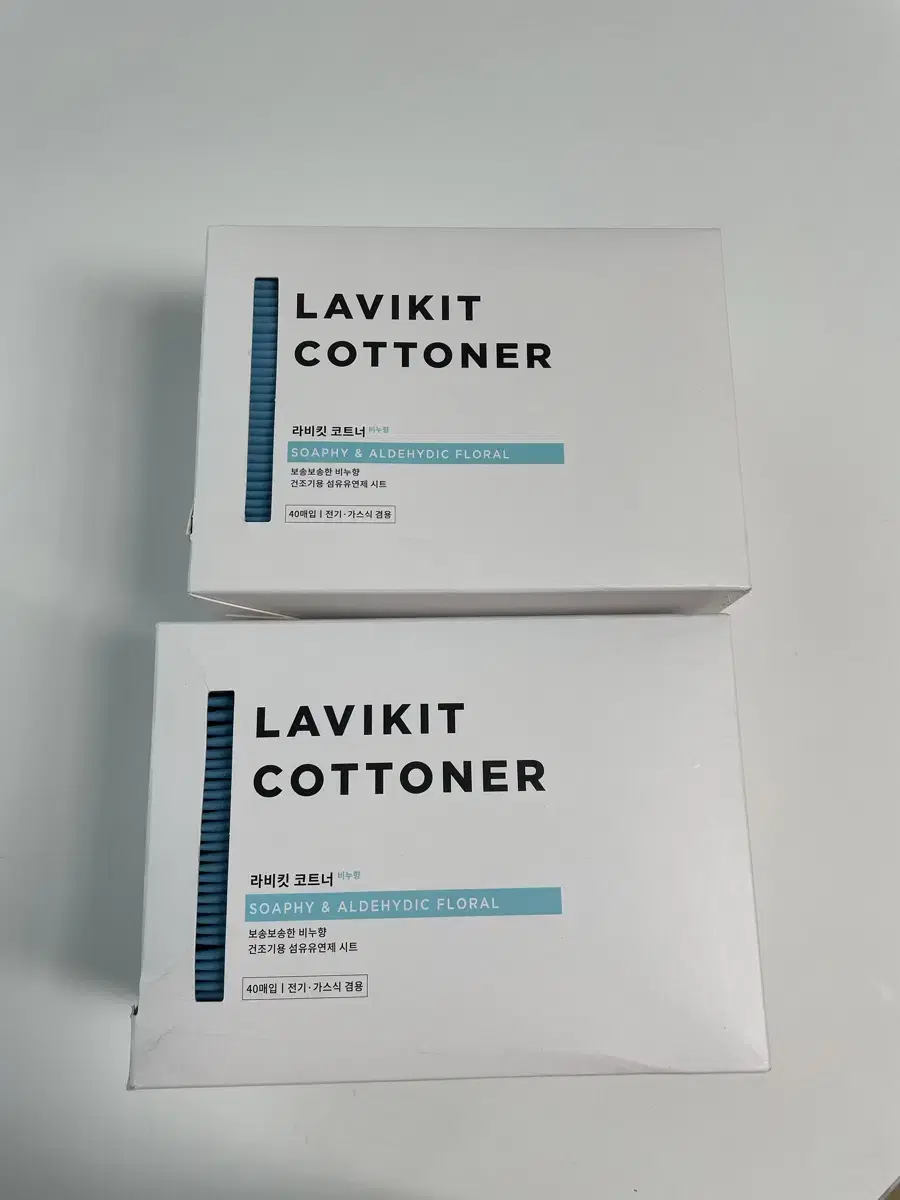 LAVIKIT
COTTONER
라비킷 코트너 비누향
SOAPHY & ALDEHYDIC FLORAL
보송보송한 비누향
건조기용 섬유유연제 시트
40매입 | 전기·가스식 겸용
LAVIKIT
COTTONER
라비킷 코트너 비누향
SOAPHY & ALDEHYDIC FLORAL
보송보송한 비누향
건조기용 섬유유연제 시트
40매입 | 전기·가스식 겸용